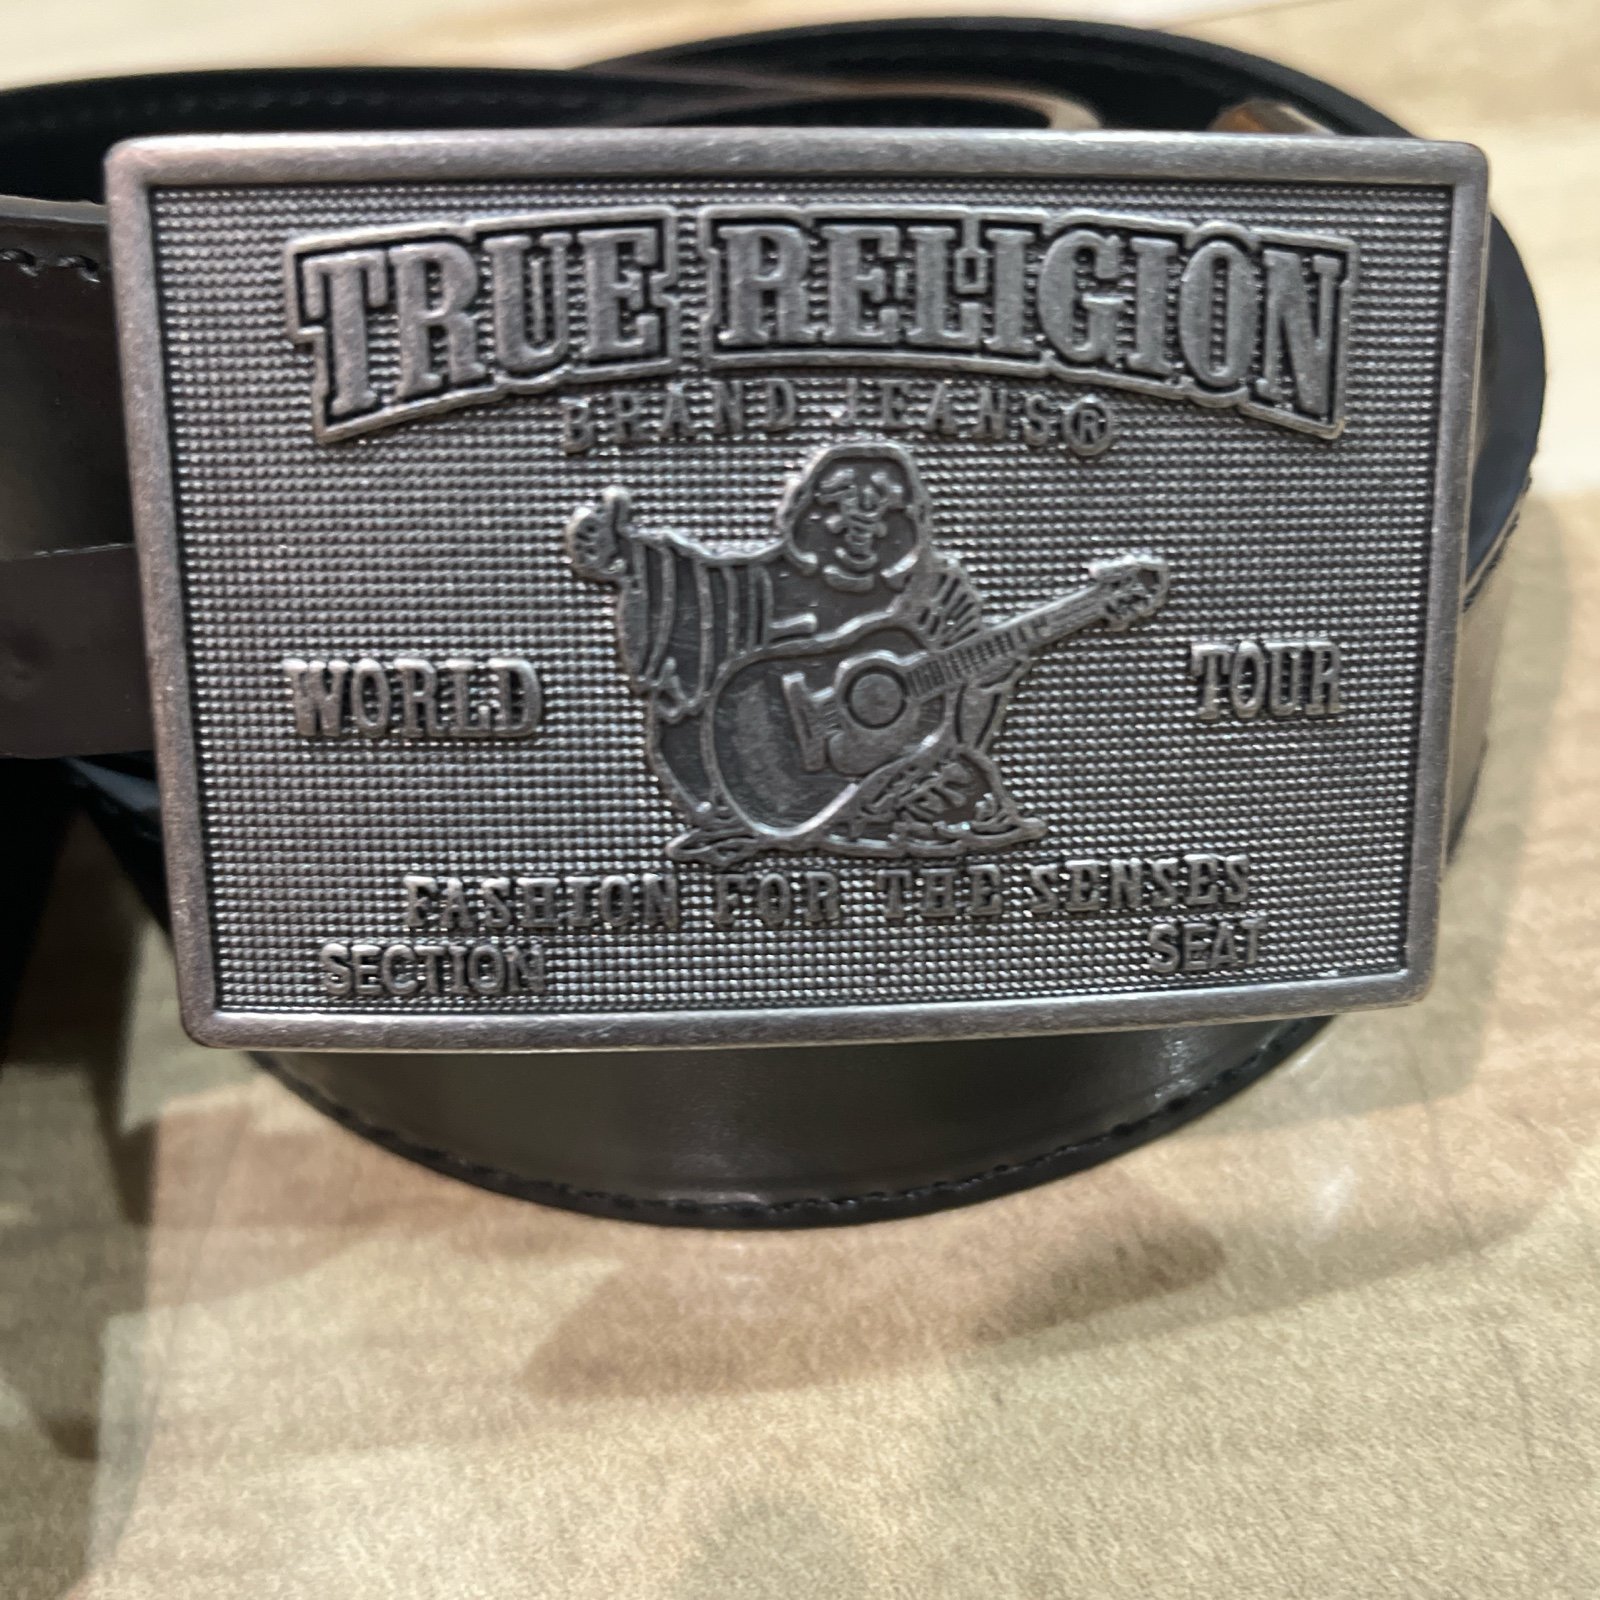 TRUE RELIGION
BRAND JEANS®
WORLD TOUR
FASHION FOR THE SENSES
SECTION SEAT